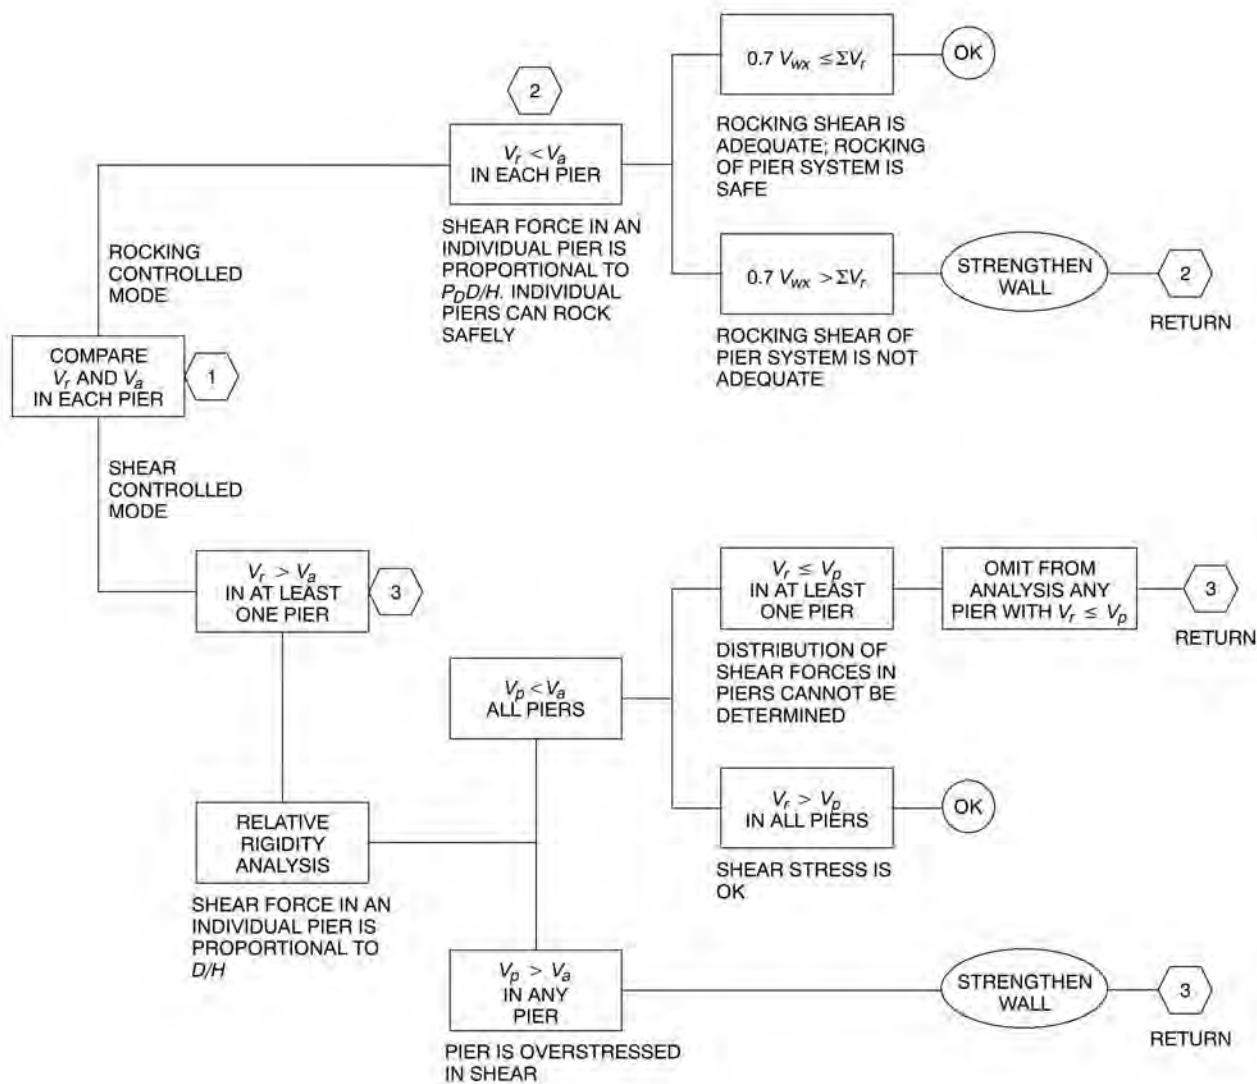 2
V_r < V_a
IN EACH PIER
SHEAR FORCE IN AN
INDIVIDUAL PIER IS
PROPORTIONAL TO
P_DD/H. INDIVIDUAL
PIERS CAN ROCK
SAFELY
0.7 V_wx ≤ ΣV_r
OK
ROCKING SHEAR IS
ADEQUATE; ROCKING
OF PIER SYSTEM IS
SAFE
0.7 V_wx > ΣV_r
STRENGTHEN
WALL
2
RETURN
ROCKING SHEAR OF
PIER SYSTEM IS NOT
ADEQUATE
ROCKING
CONTROLLED
MODE
COMPARE
V_r AND V_a
IN EACH PIER
1
SHEAR
CONTROLLED
MODE
V_r > V_a
IN AT LEAST
ONE PIER
3
RELATIVE
RIGIDITY
ANALYSIS
SHEAR FORCE IN AN
INDIVIDUAL PIER IS
PROPORTIONAL TO
D/H
V_p < V_a
ALL PIERS
V_r ≤ V_p
IN AT LEAST
ONE PIER
DISTRIBUTION OF
SHEAR FORCES IN
PIERS CANNOT BE
DETERMINED
OMIT FROM
ANALYSIS ANY
PIER WITH V_r ≤ V_p
3
RETURN
V_r > V_p
IN ALL PIERS
OK
SHEAR STRESS IS
OK
V_p > V_a
IN ANY
PIER
PIER IS OVERSTRESSED
IN SHEAR
STRENGTHEN
WALL
3
RETURN